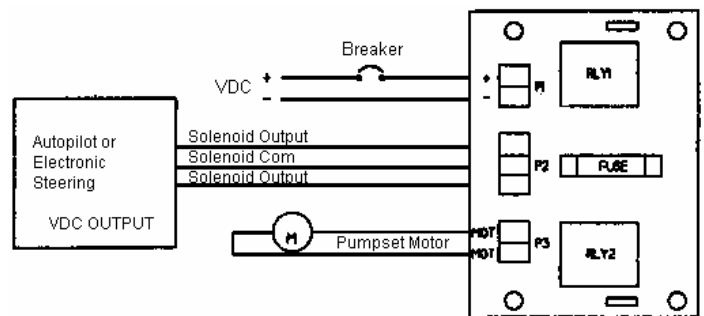 Breaker
VDC + + RLY1
- - P1
Autopilot or
Electronic
Steering
VDC OUTPUT
Solenoid Output
Solenoid Com
Solenoid Output
P2 FUSE
M Pumpset Motor
MOT
MOT
P3
RLY2